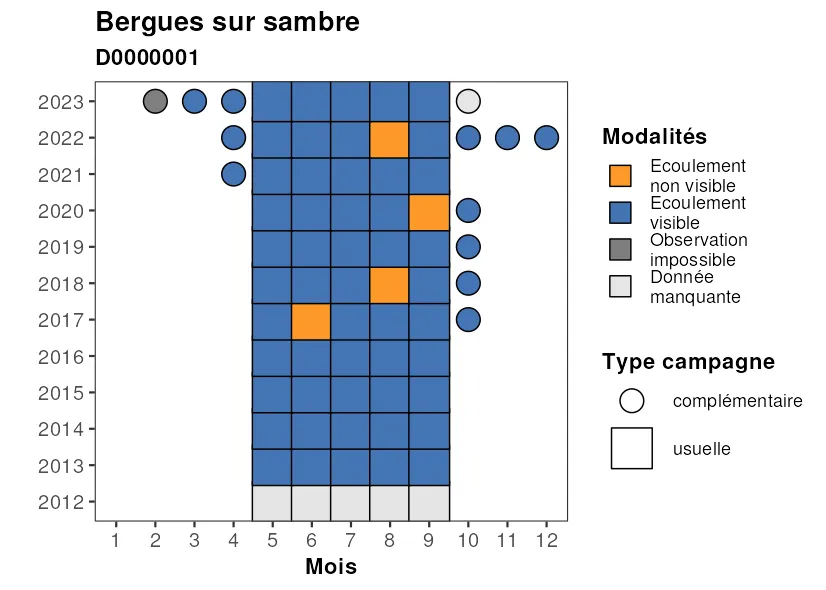 Bergues sur sambre
D0000001
2023
2022
2021
2020
2019
2018
2017
2016
2015
2014
2013
2012
1 2 3 4 5 6 7 8 9 10 11 12
Mois
Modalités
Ecoulement
non visible
Ecoulement
visible
Observation
impossible
Donnée
manquante
Type campagne
complémentaire
usuelle